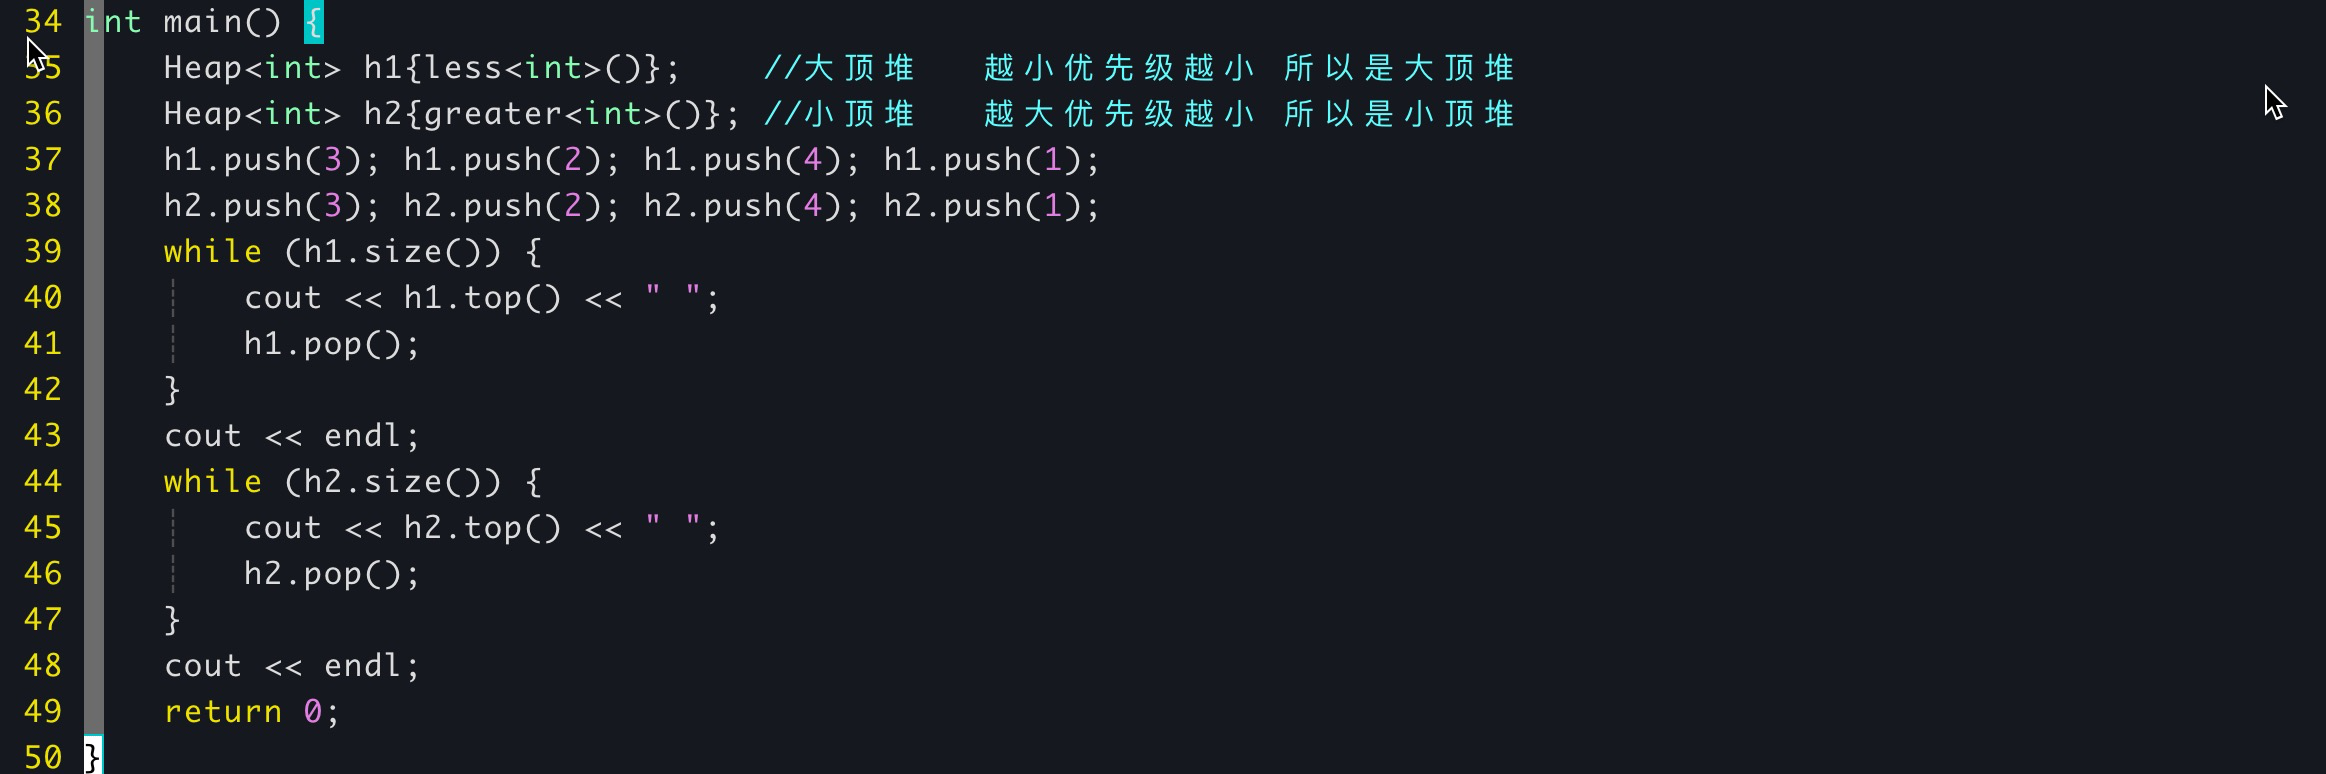 34 int main() {
35     Heap<int> h1{less<int>()};    //大顶堆   越小优先级越小 所以是大顶堆
36     Heap<int> h2{greater<int>()}; //小顶堆   越大优先级越小 所以是小顶堆
37     h1.push(3); h1.push(2); h1.push(4); h1.push(1);
38     h2.push(3); h2.push(2); h2.push(4); h2.push(1);
39     while (h1.size()) {
40         cout << h1.top() << " ";
41         h1.pop();
42     }
43     cout << endl;
44     while (h2.size()) {
45         cout << h2.top() << " ";
46         h2.pop();
47     }
48     cout << endl;
49     return 0;
50 }